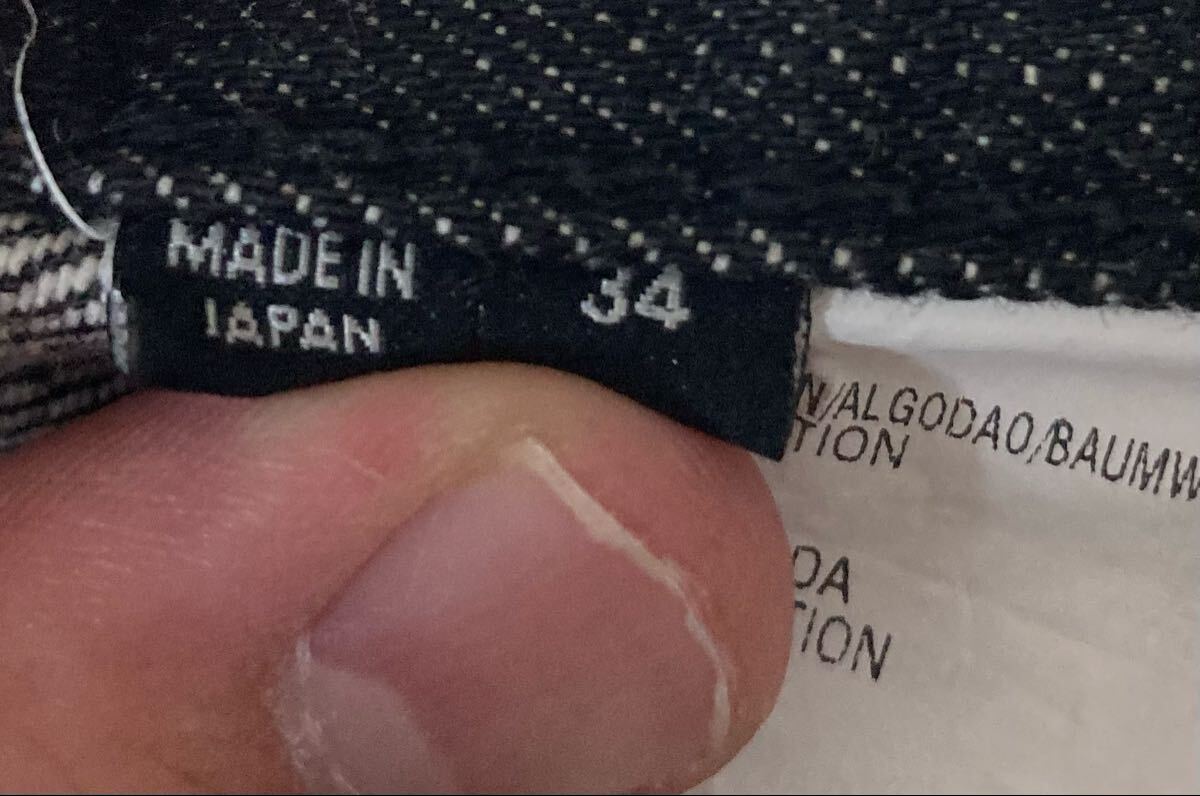 MADE IN
JAPAN
34
N/ALGODAO/BAUMW
TION
DA
TION